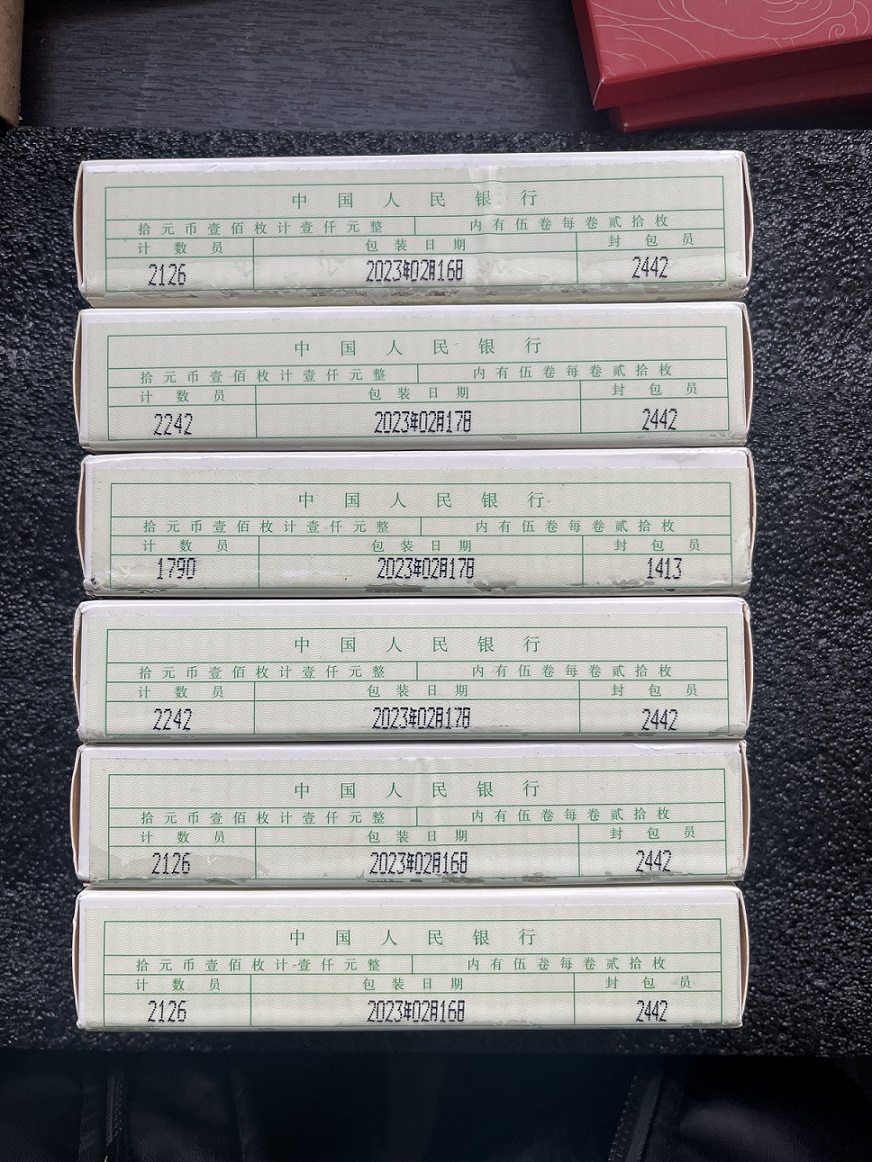 中国人民银行
拾元币壹佰枚计壹仟元整 内有伍卷每卷贰拾枚
计数员 包装日期 封包员
2126 2023年02月16日 2442
中国人民银行
拾元币壹佰枚计壹仟元整 内有伍卷每卷贰拾枚
计数员 包装日期 封包员
2242 2023年02月17日 2442
中国人民银行
拾元币壹佰枚计壹仟元整 内有伍卷每卷贰拾枚
计数员 包装日期 封包员
1790 2023年02月17日 1413
中国人民银行
拾元币壹佰枚计壹仟元整 内有伍卷每卷贰拾枚
计数员 包装日期 封包员
2242 2023年02月17日 2442
中国人民银行
拾元币壹佰枚计壹仟元整 内有伍卷每卷贰拾枚
计数员 包装日期 封包员
2126 2023年02月16日 2442
中国人民银行
拾元币壹佰枚计壹仟元整 内有伍卷每卷贰拾枚
计数员 包装日期 封包员
2126 2023年02月16日 2442